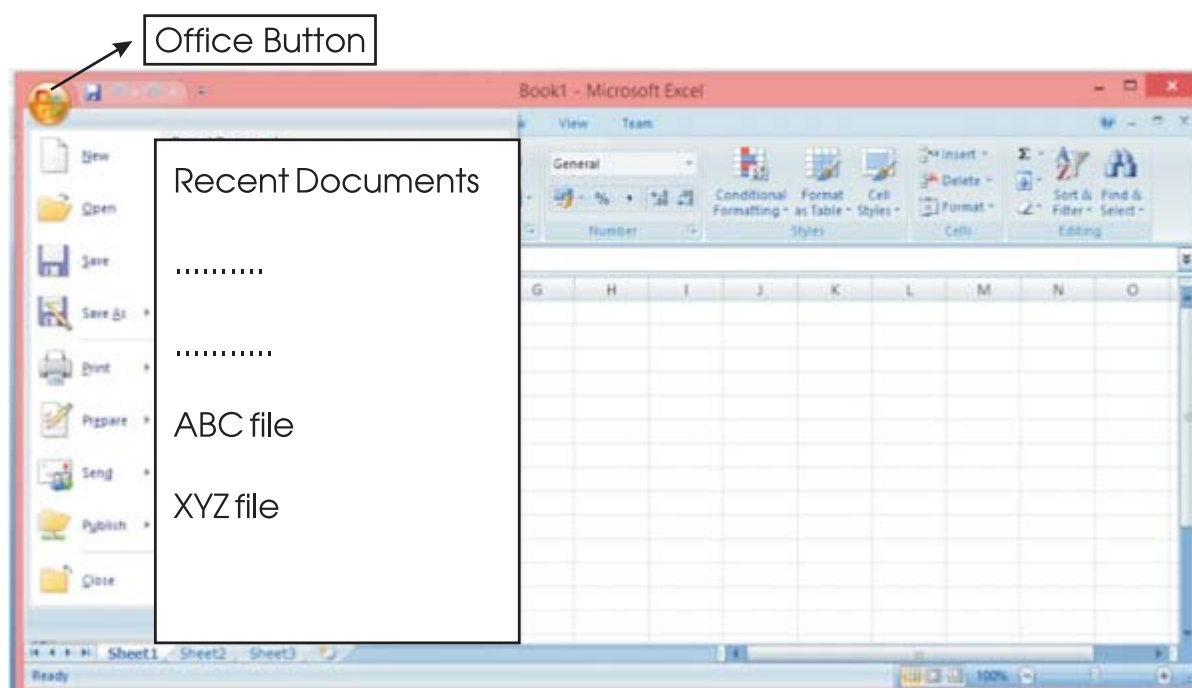 Office Button
Book1 - Microsoft Excel
View Team
New
Open
Save
Save As
Print
Prepare
Send
Publish
Close
Recent Documents
..........
...........
ABC file
XYZ file
General
%
Number
Conditional Formatting
Format as Table
Cell Styles
Styles
Insert
Delete
Format
Cells
Σ
Sort & Filter
Find & Select
Editing
G H I J K L M N O
Sheet1 Sheet2 Sheet3
Ready
100%